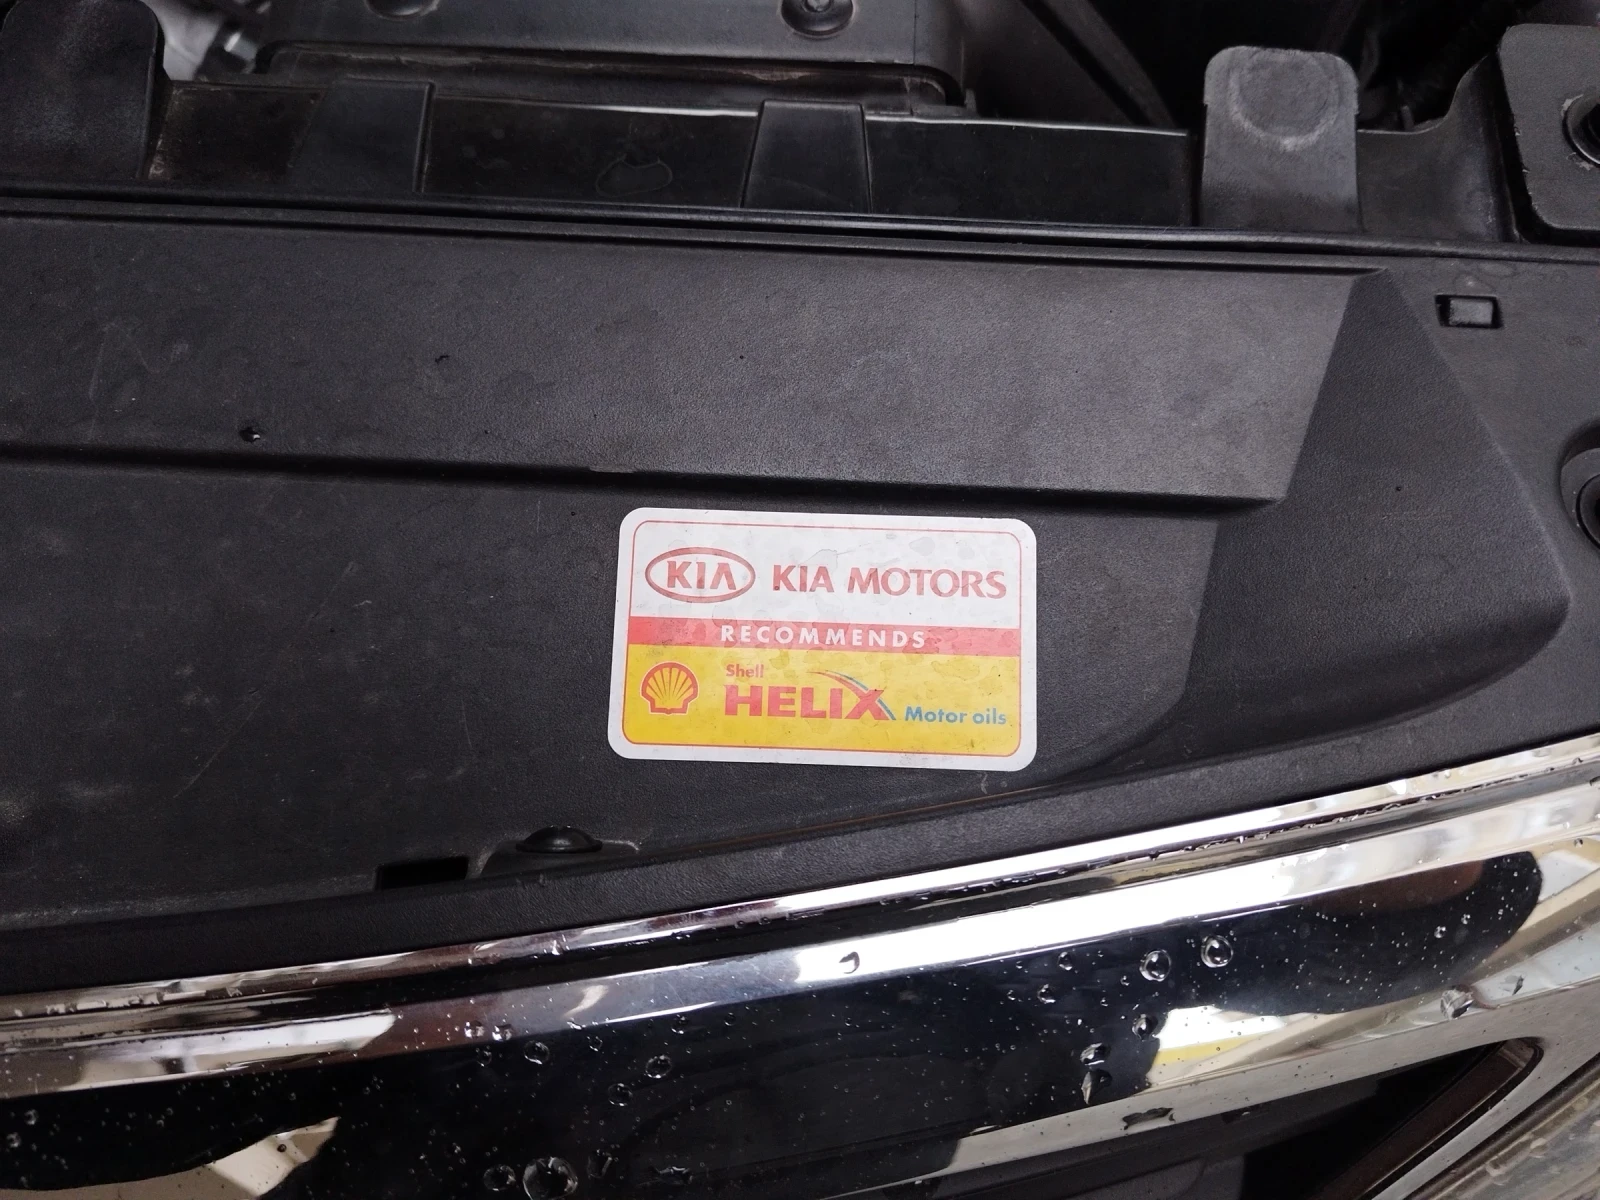 KIA KIA MOTORS
RECOMMENDS
Shell
HELIX Motor oils